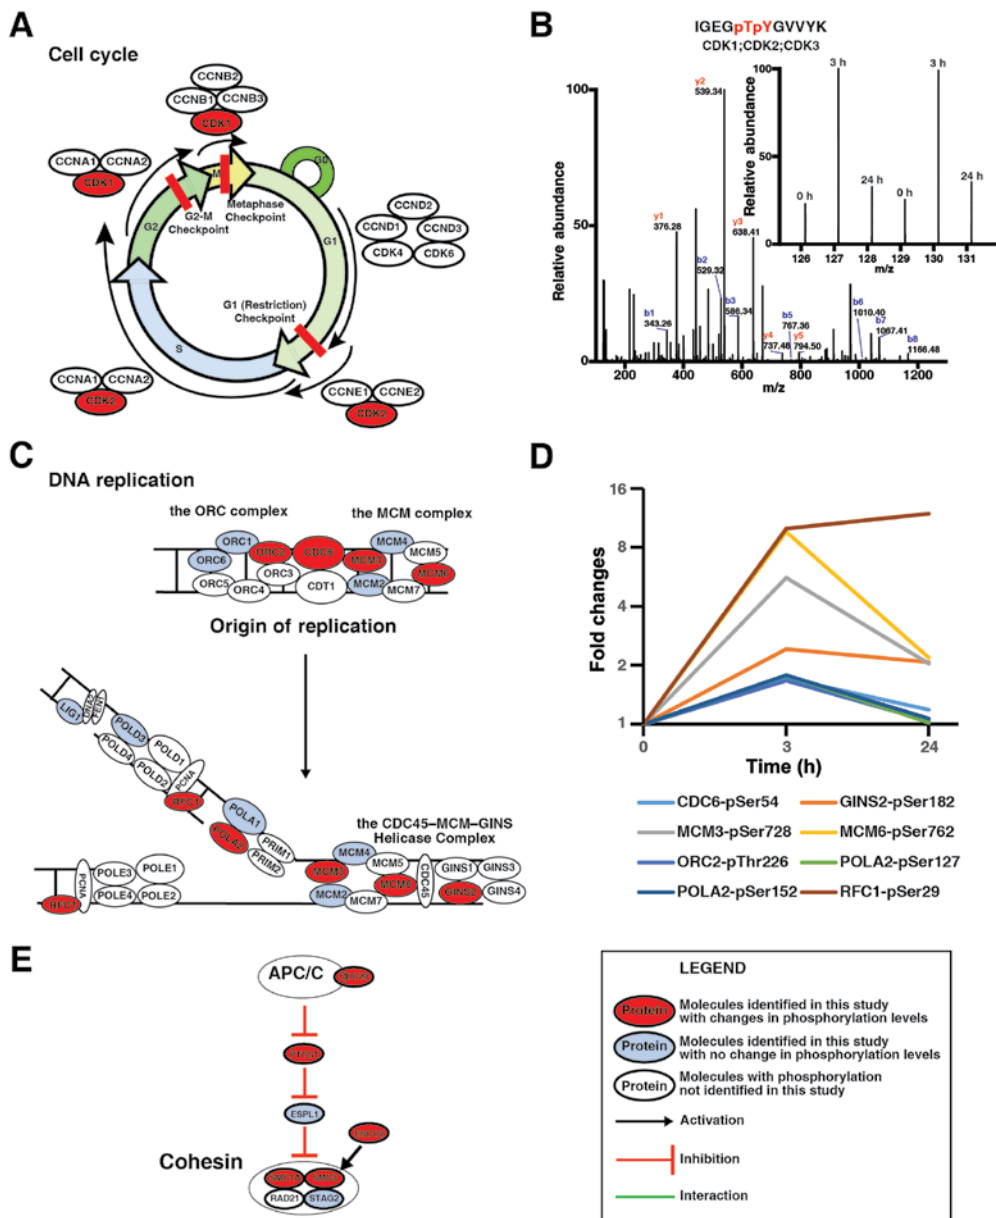 A
Cell cycle
CCNB2
CCNB1
CCNB3
CDK1
CCNA1
CCNA2
CDK1
M
G0
G2
G2-M
Checkpoint
Metaphase
Checkpoint
G1
CCND2
CCND1
CCND3
CDK4
CDK6
G1 (Restriction)
Checkpoint
S
CCNA1
CCNA2
CDK2
CCNE1
CCNE2
CDK2
B
IGEGpTpYGVVYK
CDK1;CDK2;CDK3
Relative abundance
100
50
0
200
400
600
800
1000
1200
m/z
y2
539.34
y1
376.28
y3
638.41
b2
529.32
b1
343.26
b3
586.34
y4
737.48
b5
767.36
y5
794.50
b6
1010.40
b7
1067.41
b8
1166.48
Relative abundance
100
50
0
3 h
3 h
0 h
24 h
0 h
24 h
126
127
128
129
130
131
m/z
C
DNA replication
the ORC complex
the MCM complex
ORC1
ORC2
CDC6
MCM3
MCM4
MCM5
ORC6
ORC3
MCM6
ORC5
ORC4
CDT1
MCM2
MCM7
Origin of replication
LIG1
DNA2
FEN1
POLD3
POLD4
POLD1
POLD2
PCNA
RFC1
POLA1
POLA2
PRIM1
PRIM2
the CDC45–MCM–GINS
Helicase Complex
MCM4
MCM3
MCM5
MCM6
MCM2
MCM7
CDC45
GINS1
GINS3
GINS2
GINS4
PCNA
RFC1
POLE3
POLE1
POLE4
POLE2
D
Fold changes
16
8
4
2
1
0
3
24
Time (h)
CDC6-pSer54
GINS2-pSer182
MCM3-pSer728
MCM6-pSer762
ORC2-pThr226
POLA2-pSer127
POLA2-pSer152
RFC1-pSer29
E
APC/C
ESPL1
Cohesin
RAD21
STAG2
LEGEND
Protein
Molecules identified in this study
with changes in phosphorylation levels
Protein
Molecules identified in this study
with no change in phosphorylation levels
Protein
Molecules with phosphorylation
not identified in this study
Activation
Inhibition
Interaction